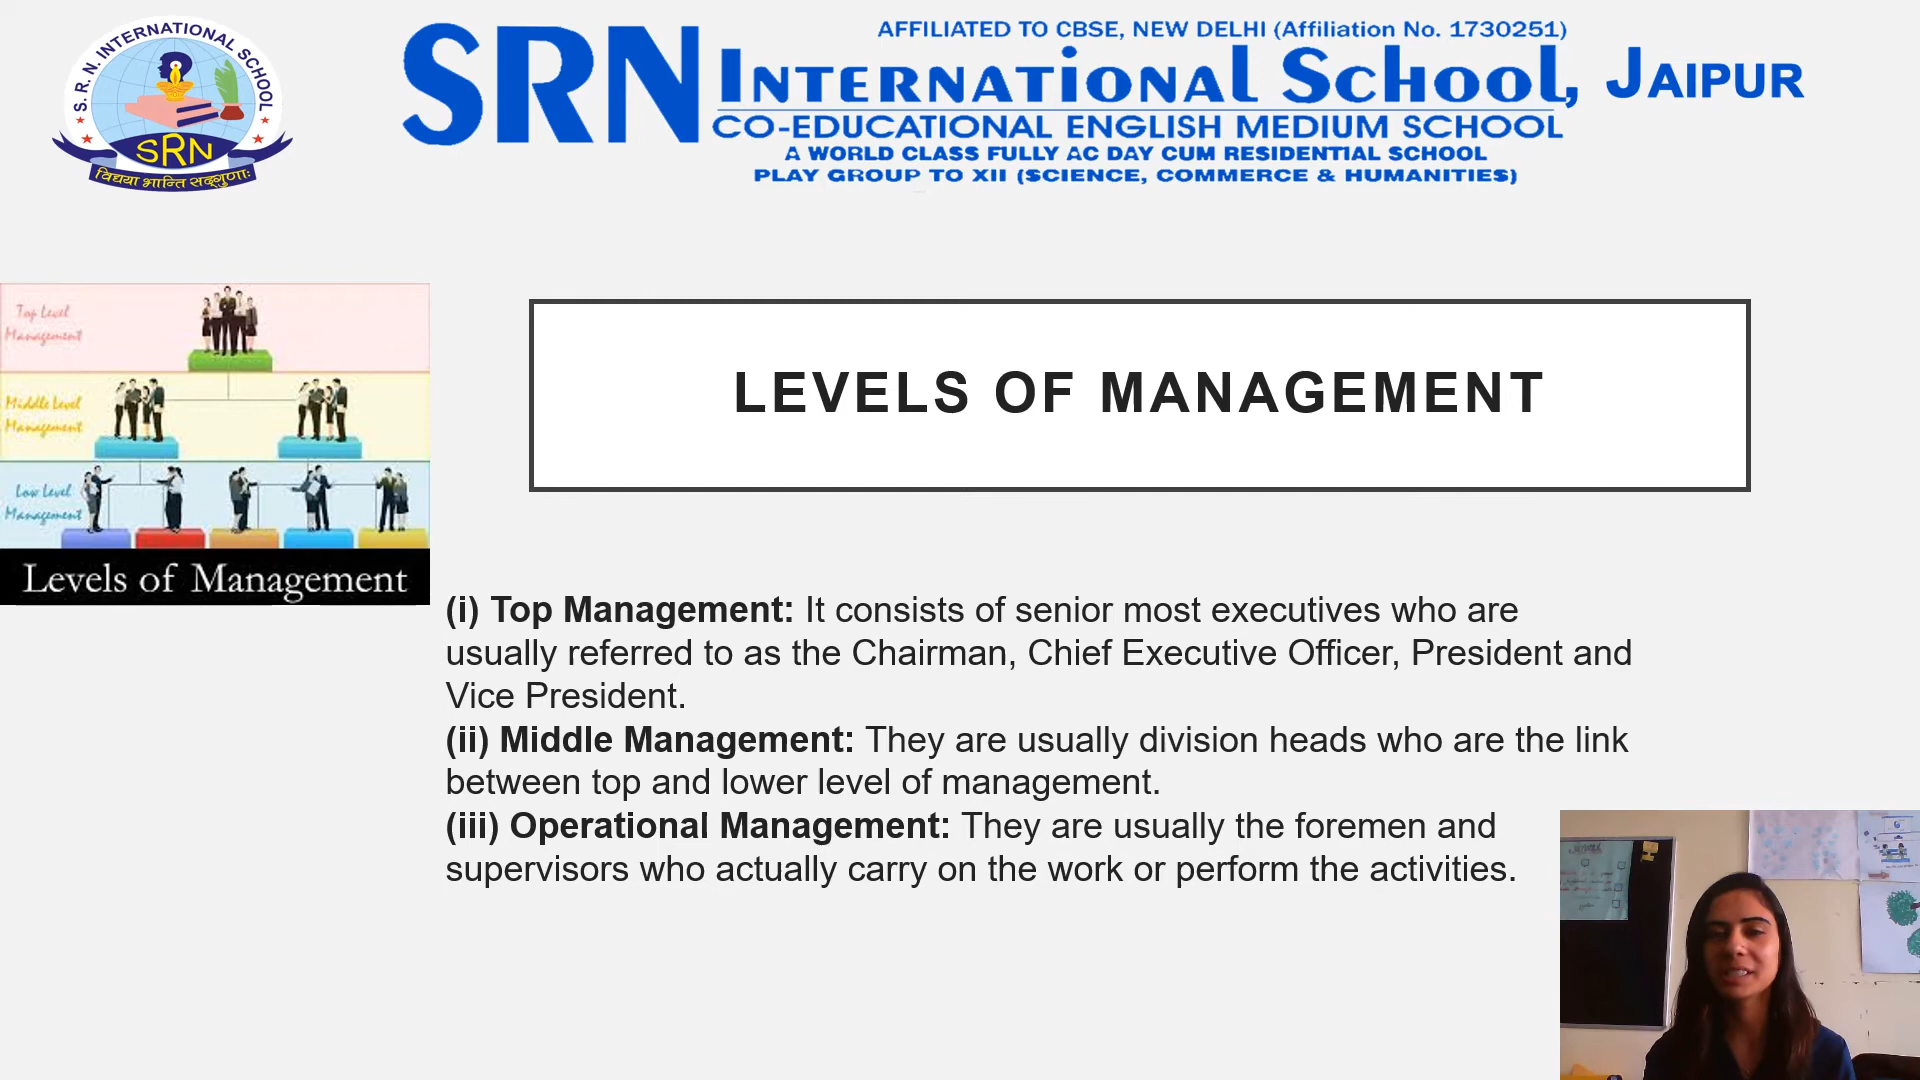 S. R. N. INTERNATIONAL SCHOOL
SRN
विद्यया भान्ति सद्गुणाः
AFFILIATED TO CBSE, NEW DELHI (Affiliation No. 1730251)
SRN INTERNATiONAL School, JAIPUR
CO-EDUCATIONAL ENGLISH MEDIUM SCHOOL
A WORLD CLASS FULLY AC DAY CUM RESIDENTIAL SCHOOL
PLAY GROUP TO XII (SCIENCE, COMMERCE & HUMANITIES)
Top Level
Management
Middle Level
Management
Low Level
Management
Levels of Management
LEVELS OF MANAGEMENT
(i) Top Management: It consists of senior most executives who are
usually referred to as the Chairman, Chief Executive Officer, President and
Vice President.
(ii) Middle Management: They are usually division heads who are the link
between top and lower level of management.
(iii) Operational Management: They are usually the foremen and
supervisors who actually carry on the work or perform the activities.